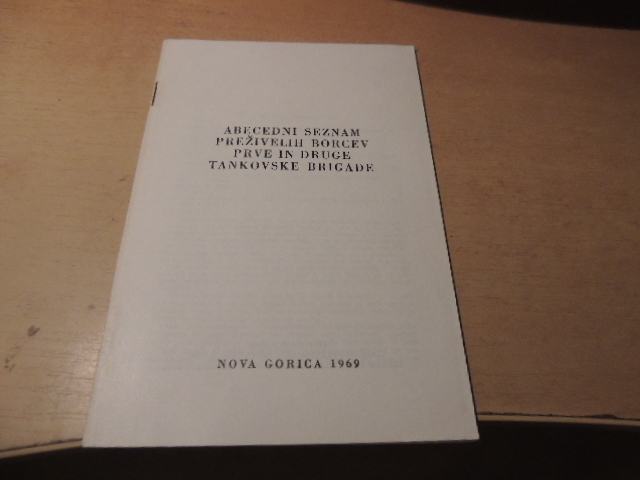 ABECEDNI SEZNAM
PREŽIVELIH BORCEV
PRVE IN DRUGE
TANKOVSKE BRIGADE
NOVA GORICA 1969